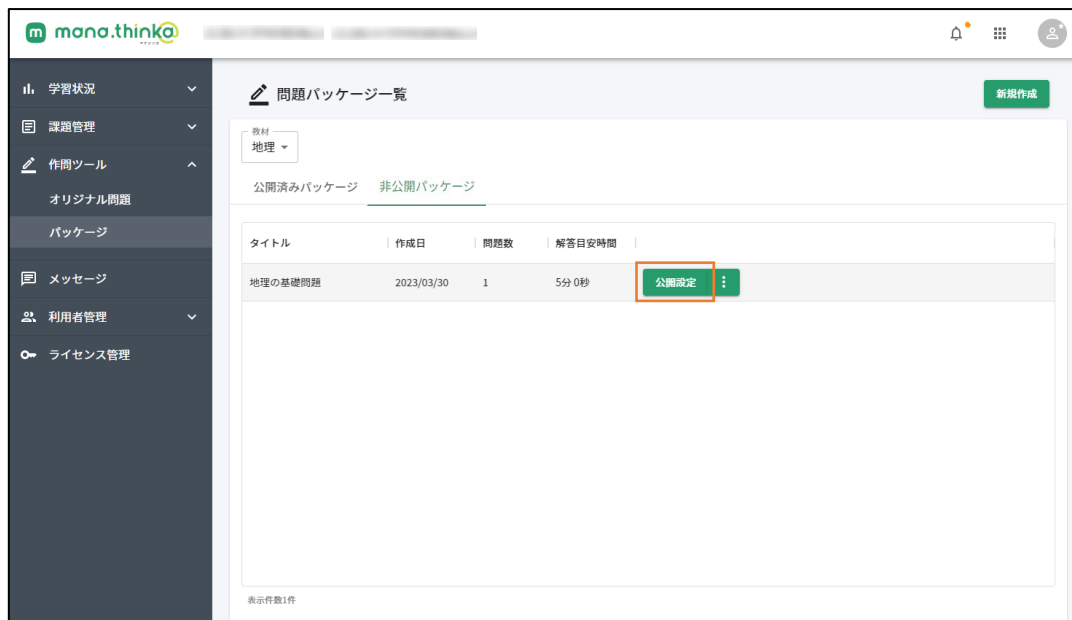 mana.think@
マナシンカ
学習状況
課題管理
作問ツール
オリジナル問題
パッケージ
メッセージ
利用者管理
ライセンス管理
問題パッケージ一覧
新規作成
教材
地理
公開済みパッケージ 非公開パッケージ
タイトル 作成日 問題数 解答目安時間
地理の基礎問題 2023/03/30 1 5分 0秒 公開設定
表示件数1件